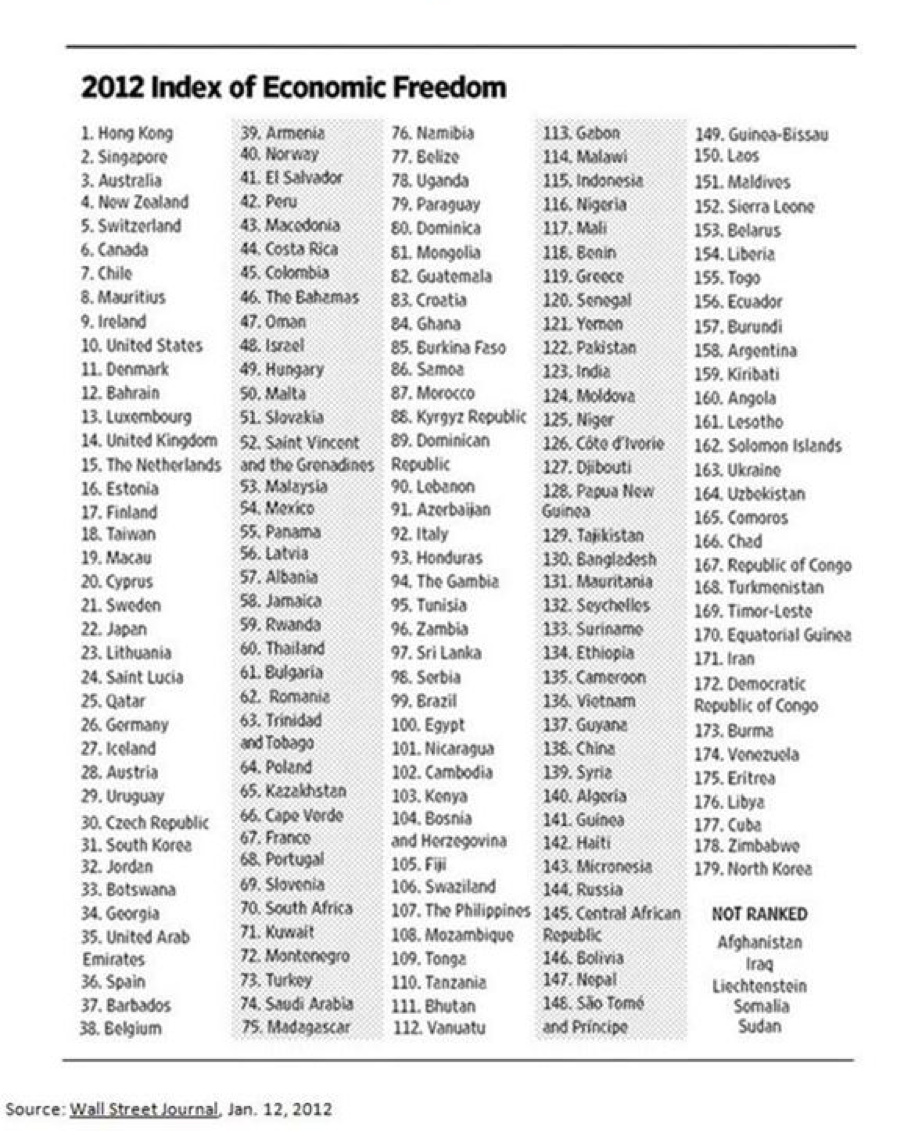 2012 Index of Economic Freedom
1. Hong Kong
2. Singapore
3. Australia
4. New Zealand
5. Switzerland
6. Canada
7. Chile
8. Mauritius
9. Ireland
10. United States
11. Denmark
12. Bahrain
13. Luxembourg
14. United Kingdom
15. The Netherlands
16. Estonia
17. Finland
18. Taiwan
19. Macau
20. Cyprus
21. Sweden
22. Japan
23. Lithuania
24. Saint Lucia
25. Qatar
26. Germany
27. Iceland
28. Austria
29. Uruguay
30. Czech Republic
31. South Korea
32. Jordan
33. Botswana
34. Georgia
35. United Arab
Emirates
36. Spain
37. Barbados
38. Belgium
39. Armenia
40. Norway
41. El Salvador
42. Peru
43. Macedonia
44. Costa Rica
45. Colombia
46. The Bahamas
47. Oman
48. Israel
49. Hungary
50. Malta
51. Slovakia
52. Saint Vincent
and the Grenadines
53. Malaysia
54. Mexico
55. Panama
56. Latvia
57. Albania
58. Jamaica
59. Rwanda
60. Thailand
61. Bulgaria
62. Romania
63. Trinidad
and Tobago
64. Poland
65. Kazakhstan
66. Cape Verde
67. France
68. Portugal
69. Slovenia
70. South Africa
71. Kuwait
72. Montenegro
73. Turkey
74. Saudi Arabia
75. Madagascar
76. Namibia
77. Belize
78. Uganda
79. Paraguay
80. Dominica
81. Mongolia
82. Guatemala
83. Croatia
84. Ghana
85. Burkina Faso
86. Samoa
87. Morocco
88. Kyrgyz Republic
89. Dominican
Republic
90. Lebanon
91. Azerbaijan
92. Italy
93. Honduras
94. The Gambia
95. Tunisia
96. Zambia
97. Sri Lanka
98. Serbia
99. Brazil
100. Egypt
101. Nicaragua
102. Cambodia
103. Kenya
104. Bosnia
and Herzegovina
105. Fiji
106. Swaziland
107. The Philippines
108. Mozambique
109. Tonga
110. Tanzania
111. Bhutan
112. Vanuatu
113. Gabon
114. Malawi
115. Indonesia
116. Nigeria
117. Mali
118. Benin
119. Greece
120. Senegal
121. Yemen
122. Pakistan
123. India
124. Moldova
125. Niger
126. Côte d'Ivorie
127. Djibouti
128. Papua New
Guinea
129. Tajikistan
130. Bangladesh
131. Mauritania
132. Seychelles
133. Suriname
134. Ethiopia
135. Cameroon
136. Vietnam
137. Guyana
138. China
139. Syria
140. Algeria
141. Guinea
142. Haiti
143. Micronesia
144. Russia
145. Central African
Republic
146. Bolivia
147. Nepal
148. São Tomé
and Príncipe
149. Guinea-Bissau
150. Laos
151. Maldives
152. Sierra Leone
153. Belarus
154. Liberia
155. Togo
156. Ecuador
157. Burundi
158. Argentina
159. Kiribati
160. Angola
161. Lesotho
162. Solomon Islands
163. Ukraine
164. Uzbekistan
165. Comoros
166. Chad
167. Republic of Congo
168. Turkmenistan
169. Timor-Leste
170. Equatorial Guinea
171. Iran
172. Democratic
Republic of Congo
173. Burma
174. Venezuela
175. Eritrea
176. Libya
177. Cuba
178. Zimbabwe
179. North Korea
NOT RANKED
Afghanistan
Iraq
Liechtenstein
Somalia
Sudan
Source: Wall Street Journal, Jan. 12, 2012